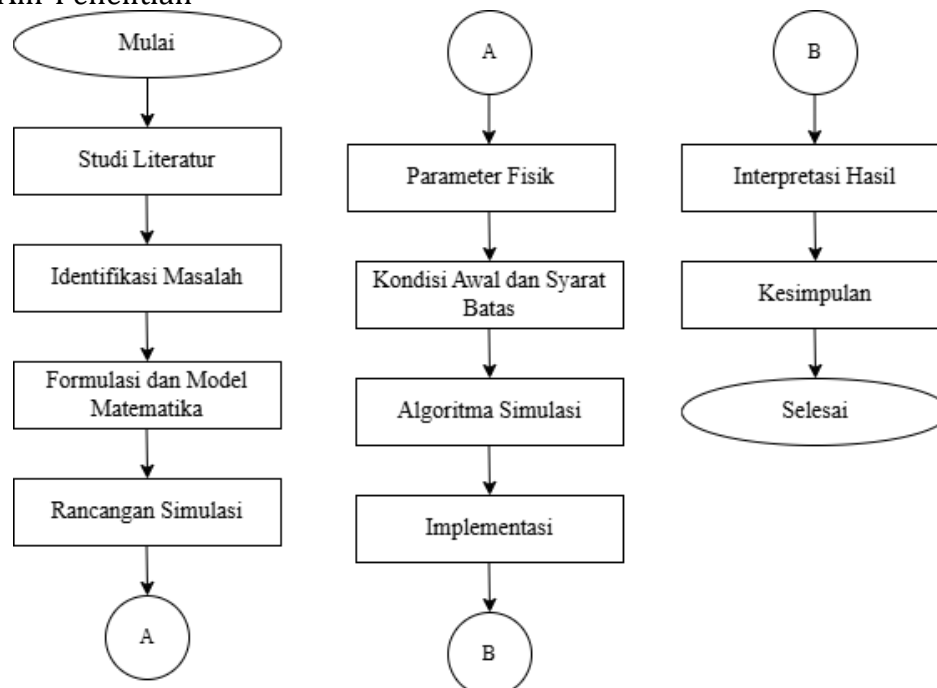 Penelitian
Mulai
Studi Literatur
Identifikasi Masalah
Formulasi dan Model
Matematika
Rancangan Simulasi
A
A
Parameter Fisik
Kondisi Awal dan Syarat
Batas
Algoritma Simulasi
Implementasi
B
B
Interpretasi Hasil
Kesimpulan
Selesai